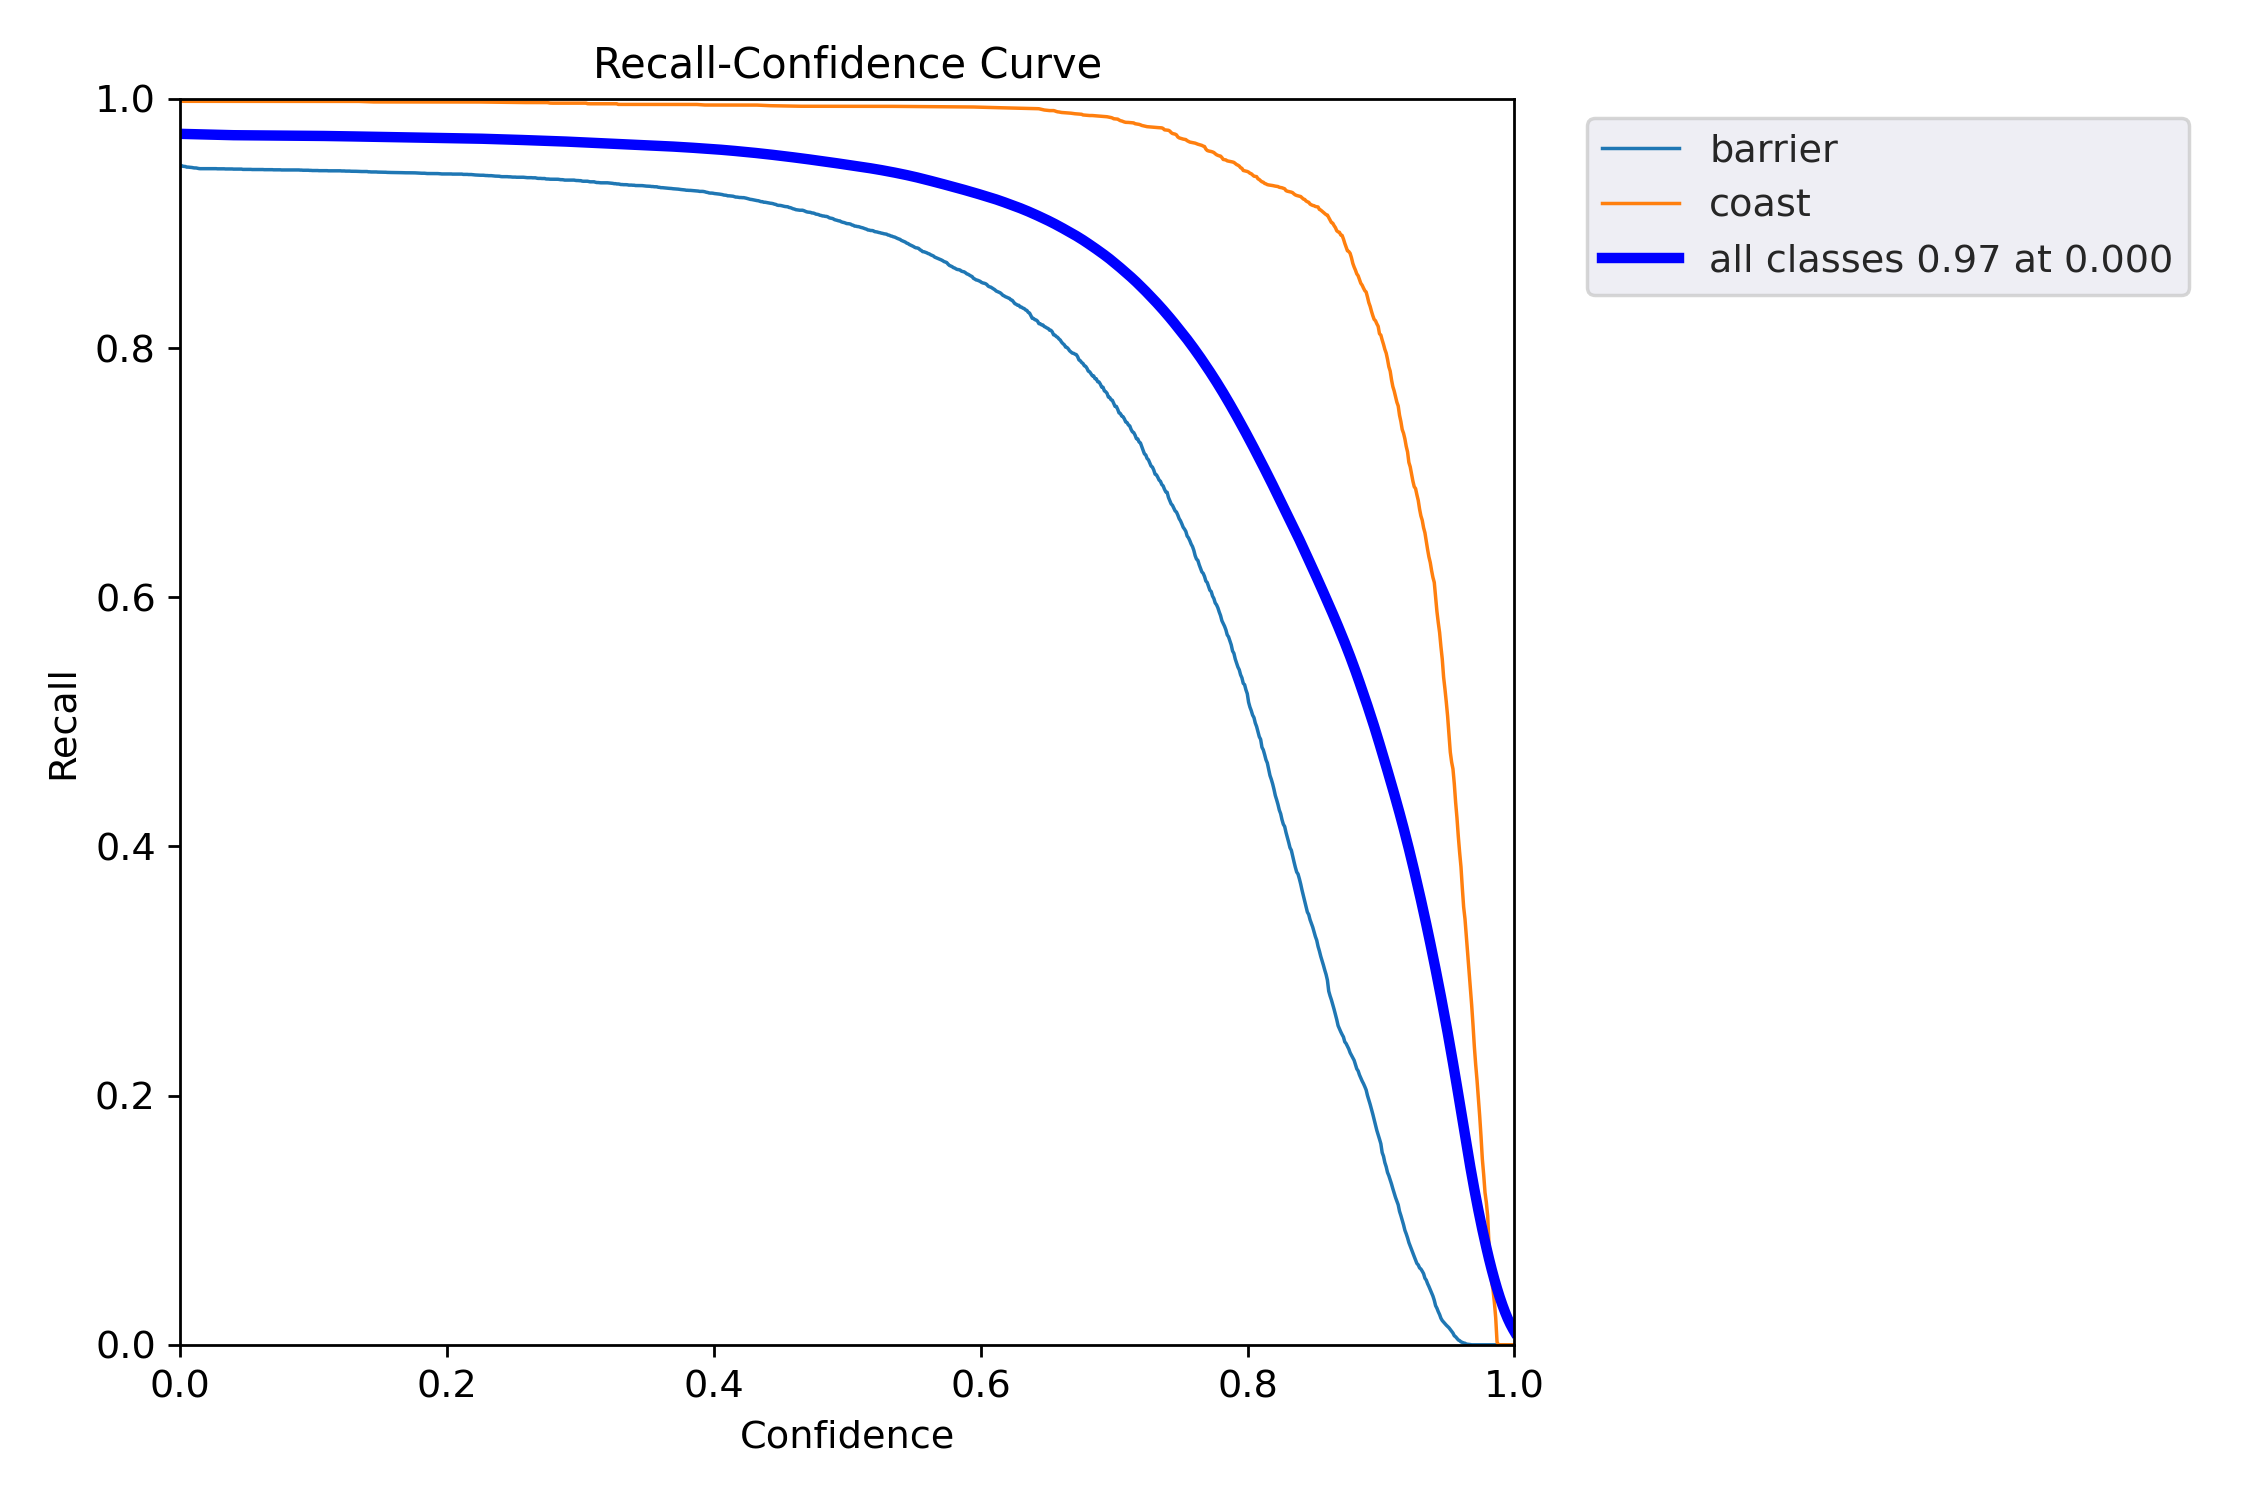 Recall-Confidence Curve
1.0
0.8
0.6
0.4
0.2
0.0
Recall
0.0 0.2 0.4 0.6 0.8 1.0
Confidence
barrier
coast
all classes 0.97 at 0.000